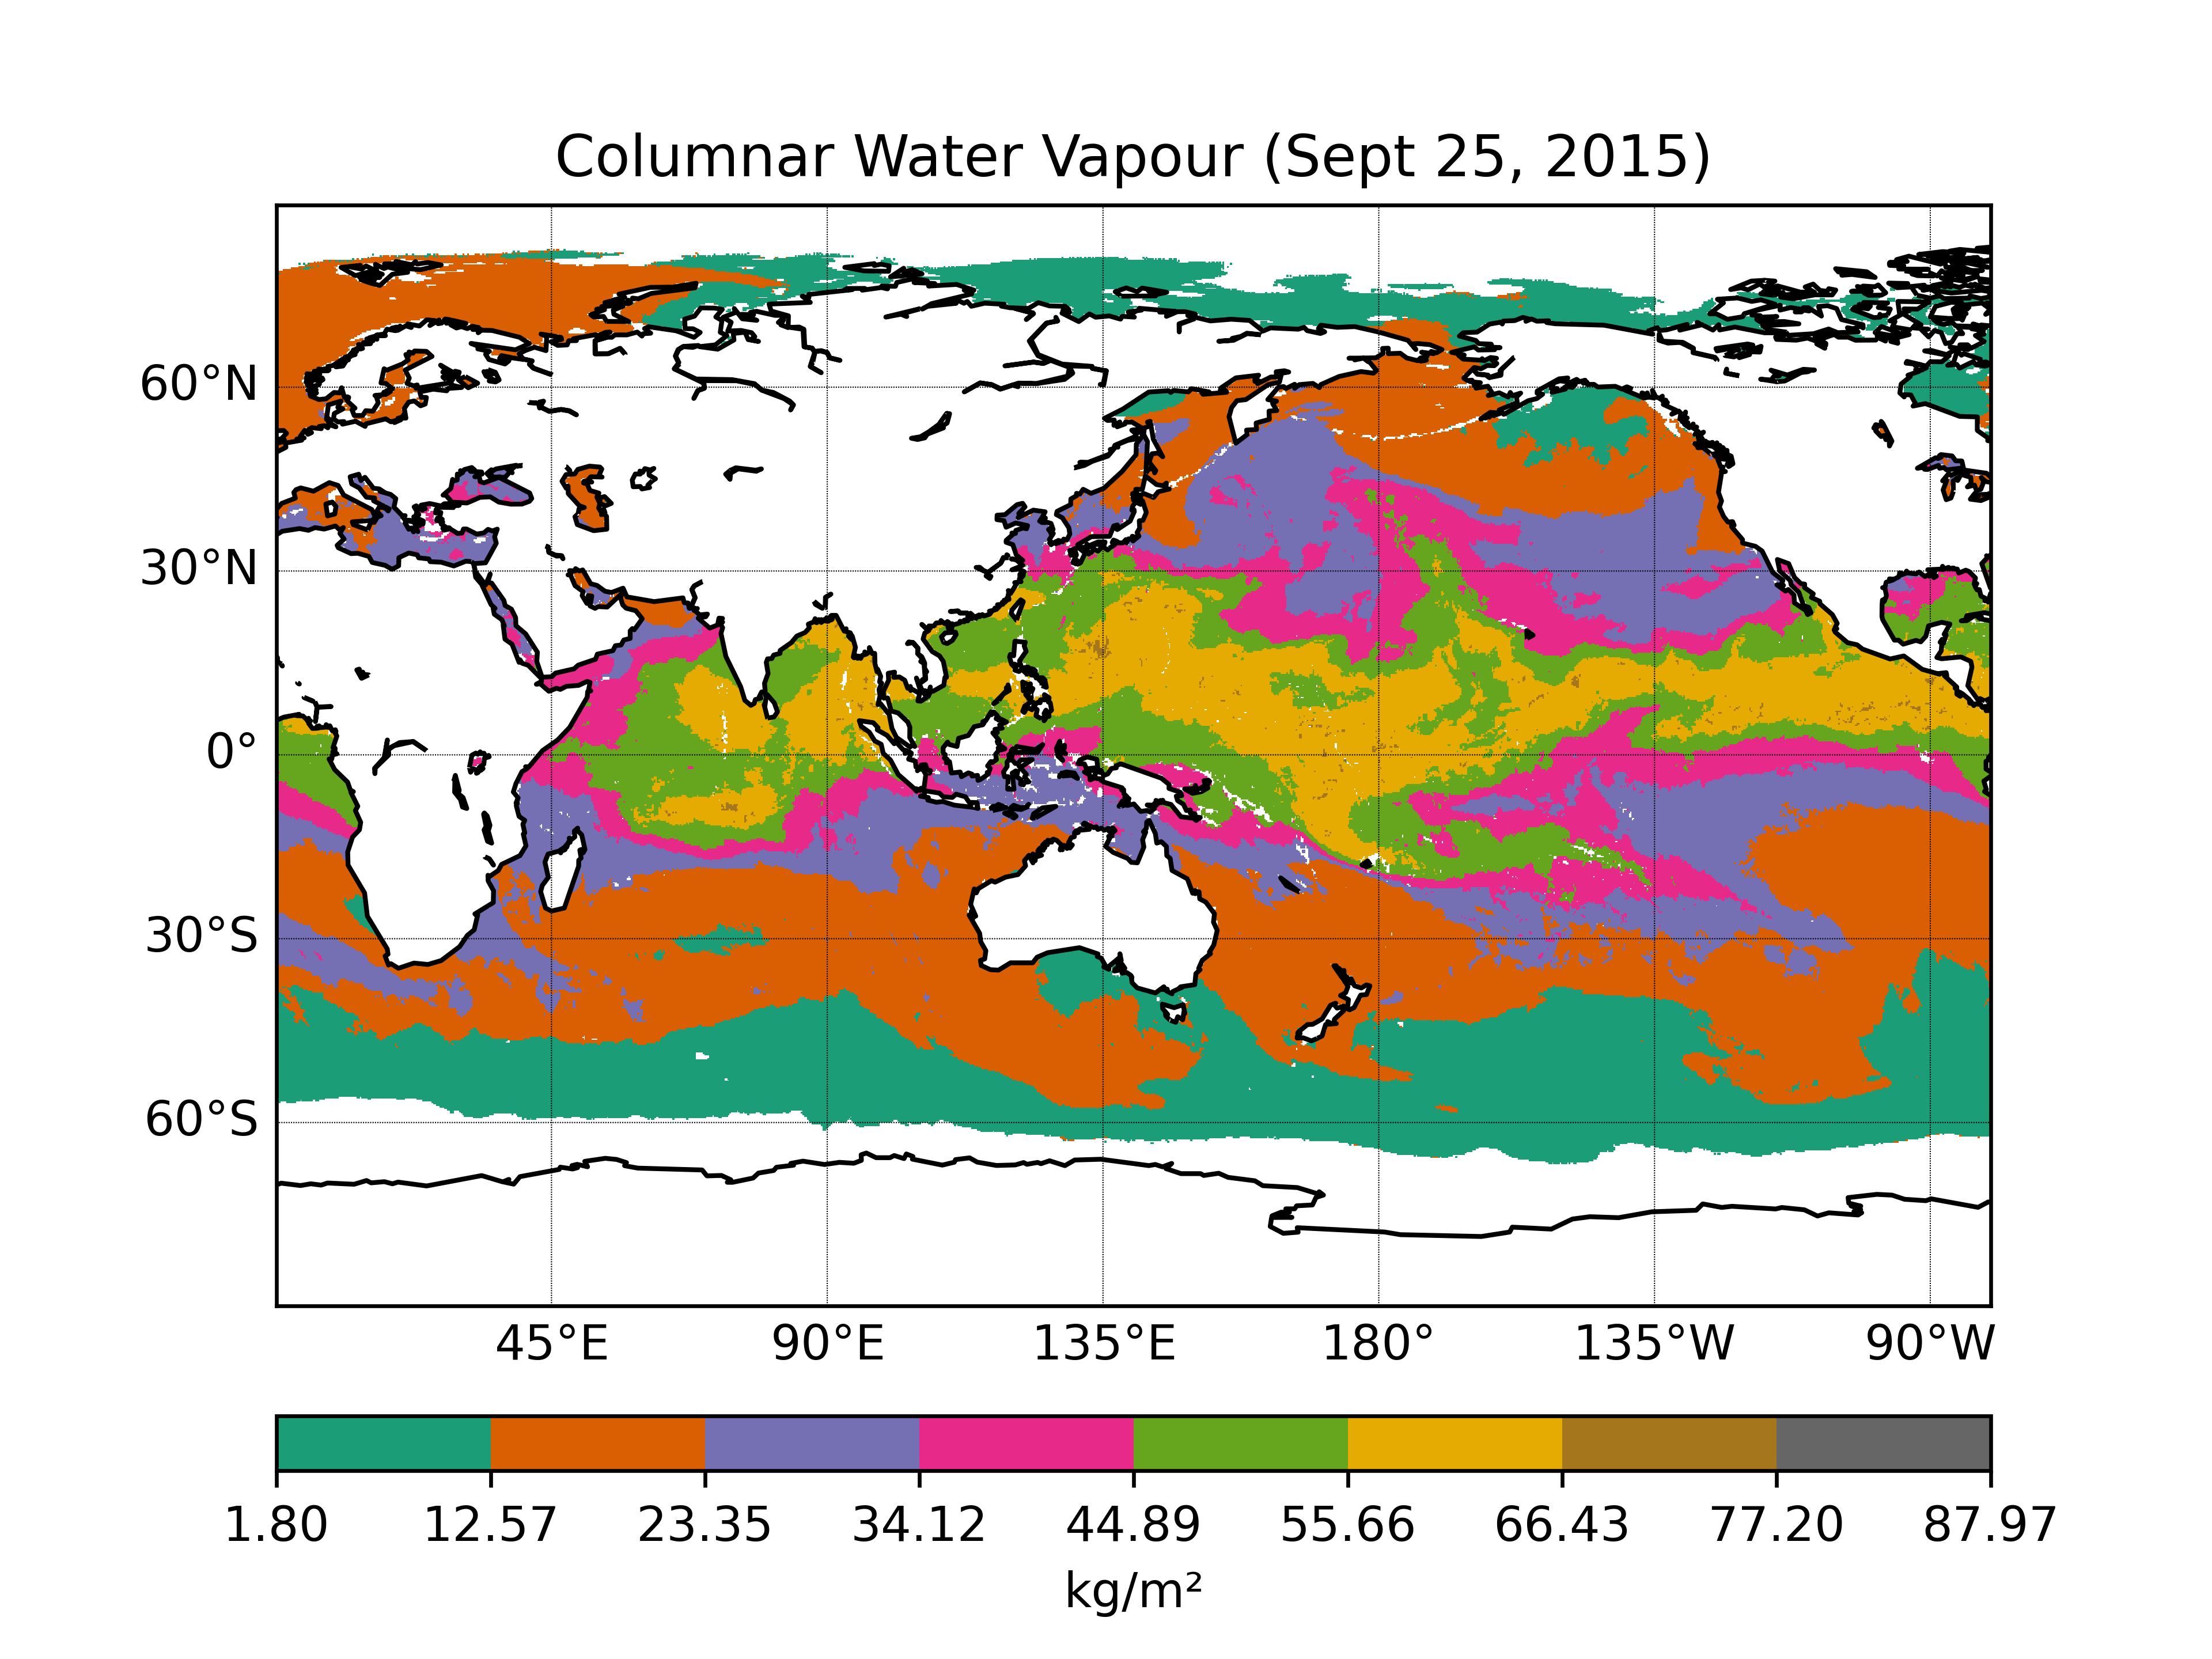 Columnar Water Vapour (Sept 25, 2015)
60°N
30°N
0°
30°S
60°S
45°E 90°E 135°E 180° 135°W 90°W
1.80 12.57 23.35 34.12 44.89 55.66 66.43 77.20 87.97
kg/m²